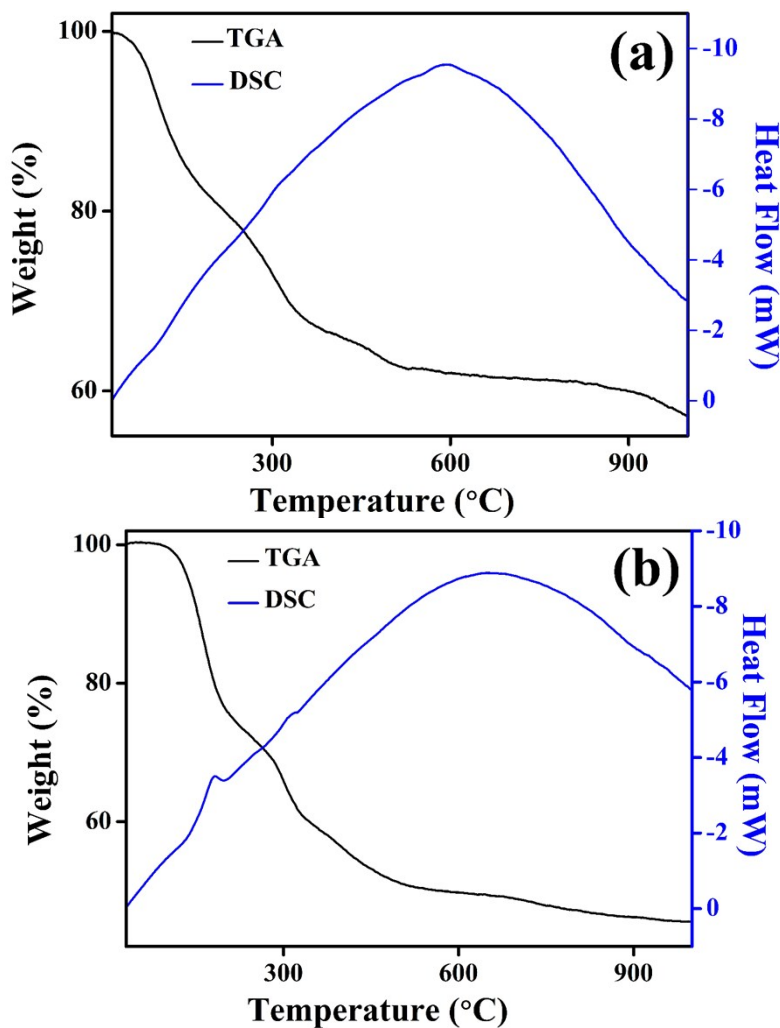 100
TGA
DSC
(a)
-10
-8
-6
-4
-2
0
80
60
Weight (%)
Heat Flow (mW)
300
600
900
Temperature (°C)
100
TGA
DSC
(b)
-10
-8
-6
-4
-2
0
80
60
Weight (%)
Heat Flow (mW)
300
600
900
Temperature (°C)